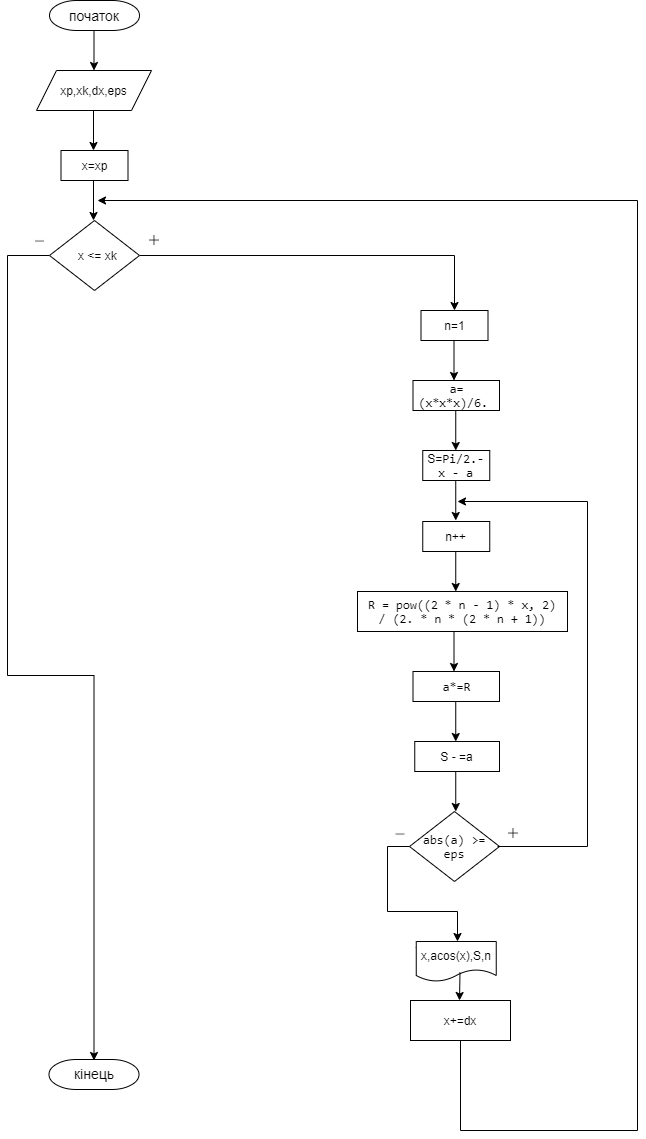 початок
xp,xk,dx,eps
x=xp
x <= xk
n=1
a=
(x*x*x)/6.
S=Pi/2.-
x - a
n++
R = pow((2 * n - 1) * x, 2)
/ (2. * n * (2 * n + 1))
a*=R
S - =a
abs(a) >=
eps
x,acos(x),S,n
x+=dx
кінець